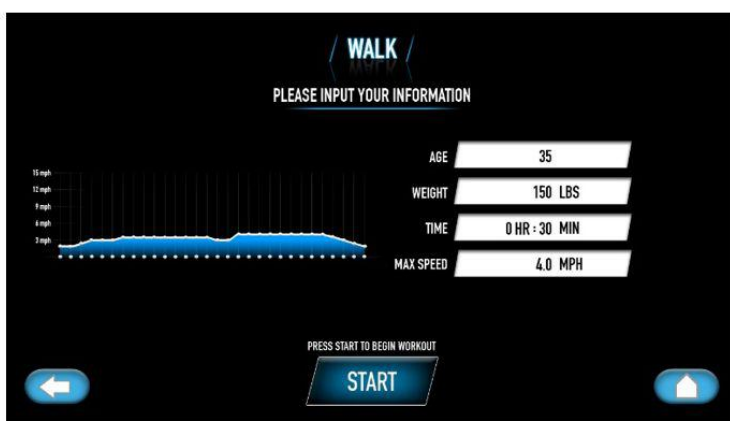 / WALK /
PLEASE INPUT YOUR INFORMATION
15 mph
12 mph
9 mph
6 mph
3 mph
AGE 35
WEIGHT 150 LBS
TIME 0 HR : 30 MIN
MAX SPEED 4.0 MPH
PRESS START TO BEGIN WORKOUT
START